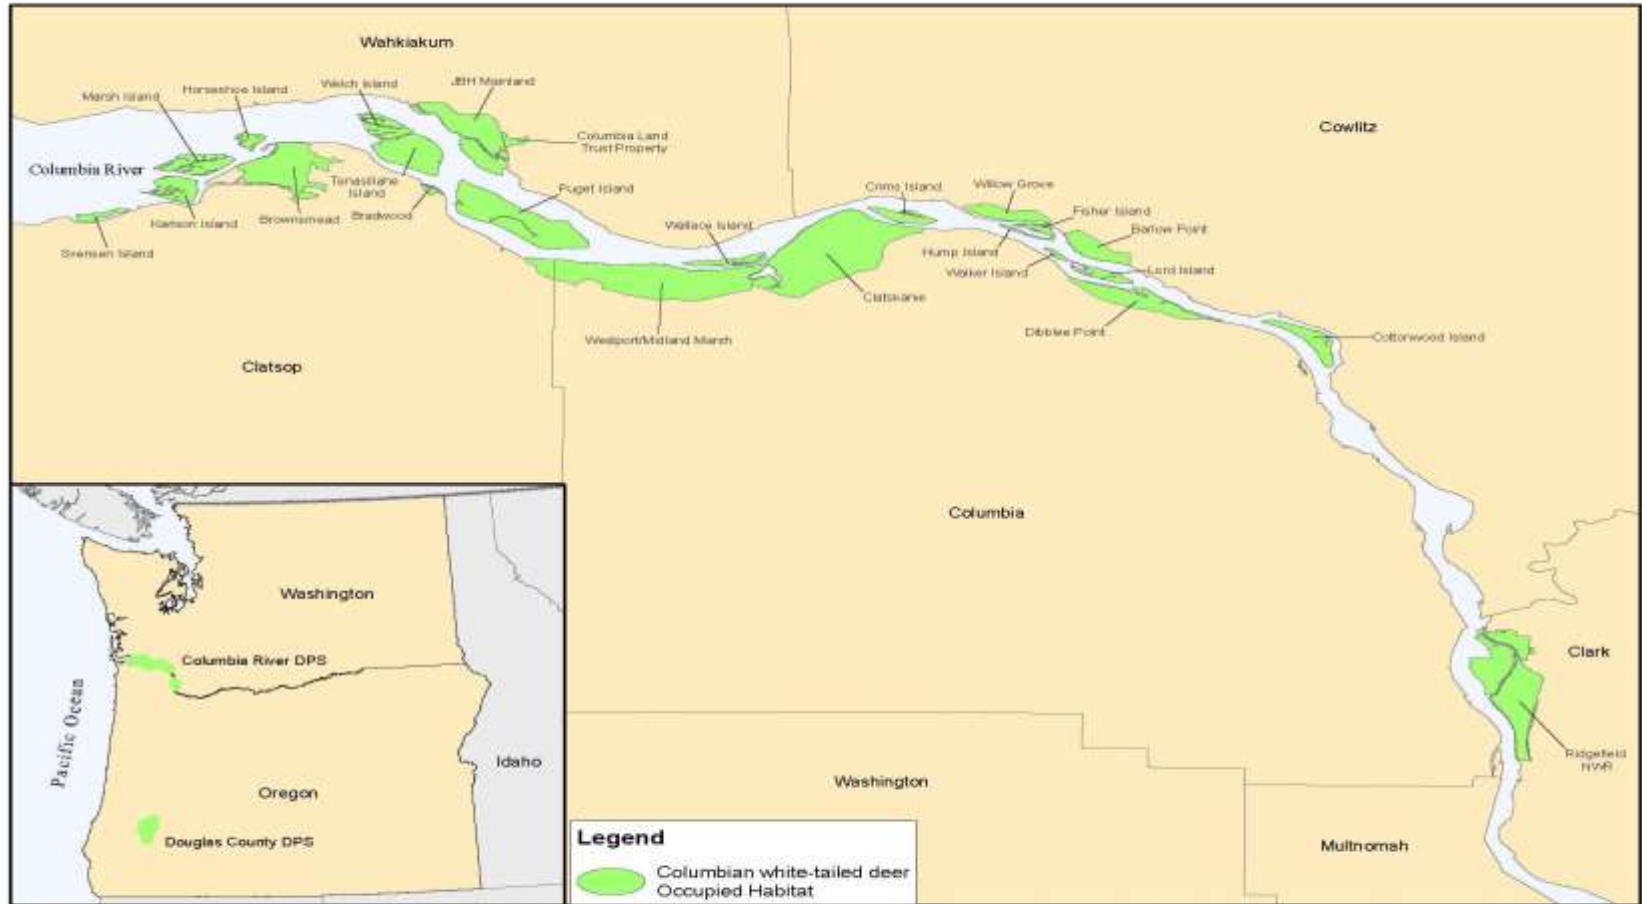 Wahkiakum
Marsh Island
Horseshoe Island
Welch Island
JBH Mainland
Columbia Land
Trust Property
Cowlitz
Columbia River
Tenasillahe
Island
Puget Island
Crims Island
Willow Grove
Fisher Island
Barlow Point
Karlson Island
Brownsmead
Bradwood
Wallace Island
Hump Island
Walker Island
Lord Island
Svensen Island
Clatskanie
Westport/Midland Marsh
Dibblee Point
Cottonwood Island
Clatsop
Columbia
Clark
Ridgefield
NWR
Washington
Multnomah
Washington
Columbia River DPS
Pacific Ocean
Idaho
Oregon
Douglas County DPS
Legend
Columbian white-tailed deer
Occupied Habitat